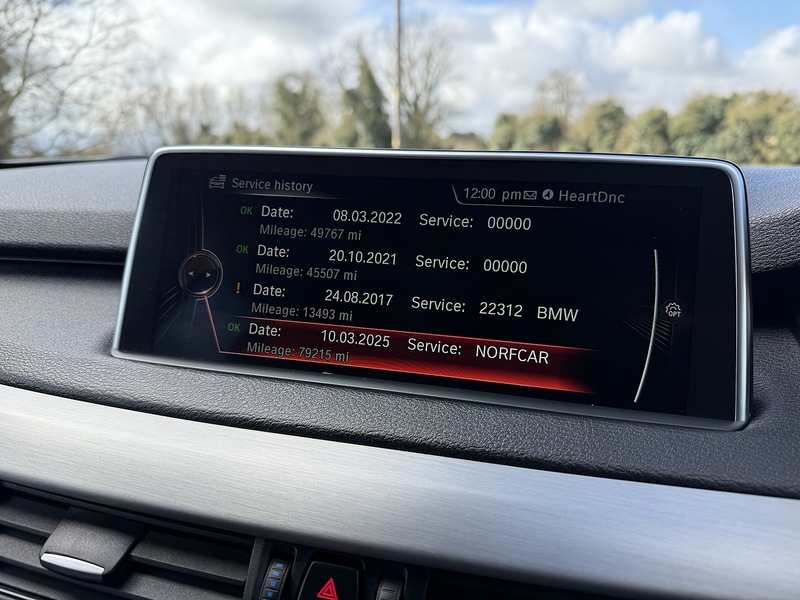 Service history
12:00 pm HeartDnc
OK Date: 08.03.2022 Service: 00000
Mileage: 49767 mi
OK Date: 20.10.2021 Service: 00000
Mileage: 45507 mi
! Date: 24.08.2017 Service: 22312 BMW
Mileage: 13493 mi
OPT
OK Date: 10.03.2025 Service: NORFCAR
Mileage: 79215 mi